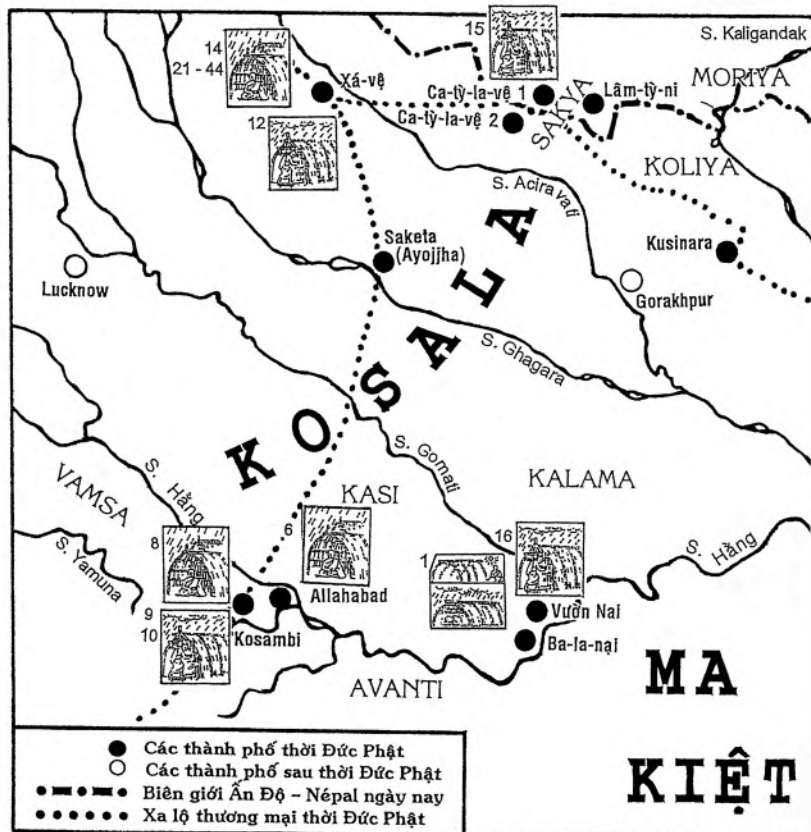 15
S. Kaligandak
14
21 - 44
Xá-vệ
MORIYA
Ca-tỳ-la-vệ 1
Lâm-tỳ-ni
Ca-tỳ-la-vệ 2
SAKYA
12
KOLIYA
S. Aciravati
Kusinara
Saketa
(Ayojjha)
Lucknow
Gorakhpur
S. Ghagara
KOSALA
S. Gomati
VAMSA
S. Hằng
KASI
KALAMA
S. Yamuna
8
6
1
16
S. Hằng
Allahabad
Vườn Nai
9
10
Kosambi
Ba-la-nại
AVANTI
MA
KIỆT
Các thành phố thời Đức Phật
Các thành phố sau thời Đức Phật
Biên giới Ấn Độ - Népal ngày nay
Xa lộ thương mại thời Đức Phật